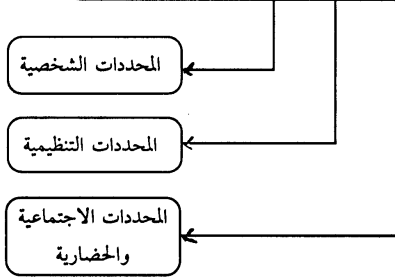 المحددات الشخصية
المحددات التنظيمية
المحددات الاجتماعية
والحضارية